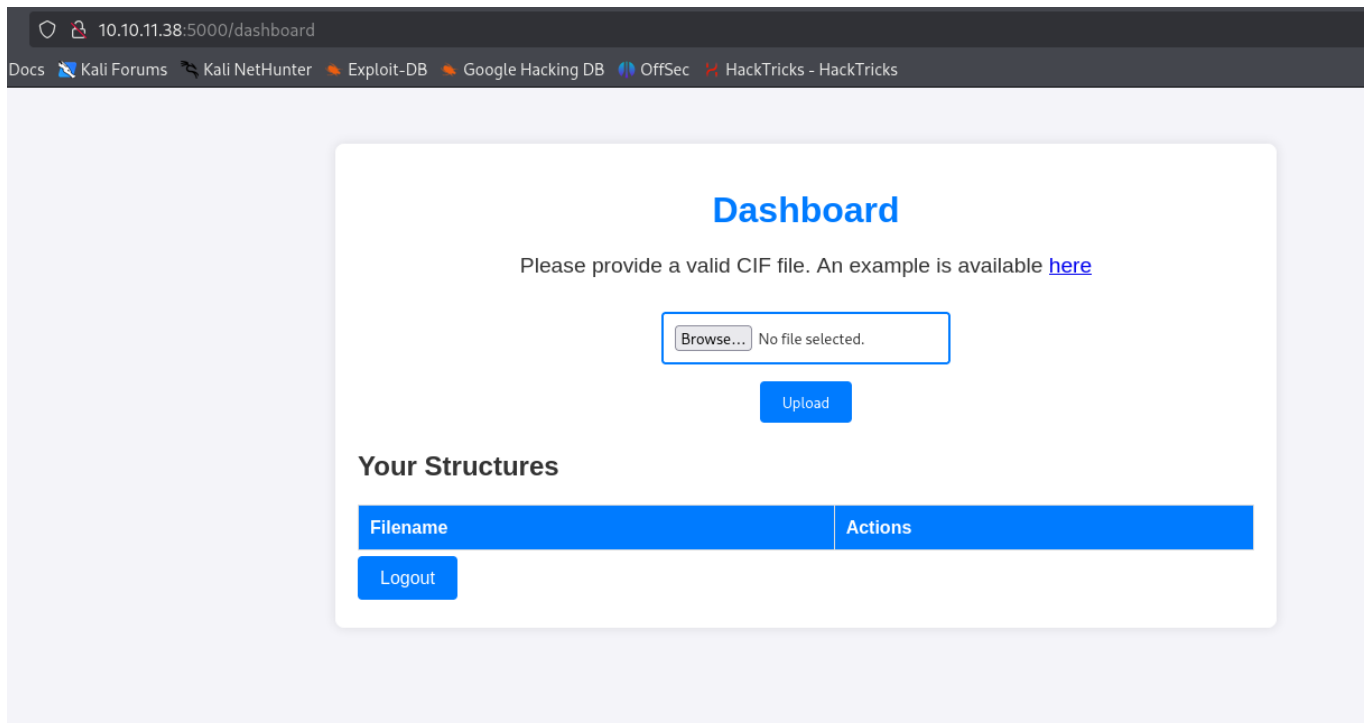 10.10.11.38:5000/dashboard
Docs Kali Forums Kali NetHunter Exploit-DB Google Hacking DB OffSec HackTricks - HackTricks
Dashboard
Please provide a valid CIF file. An example is available here
Browse... No file selected.
Upload
Your Structures
Filename Actions
Logout